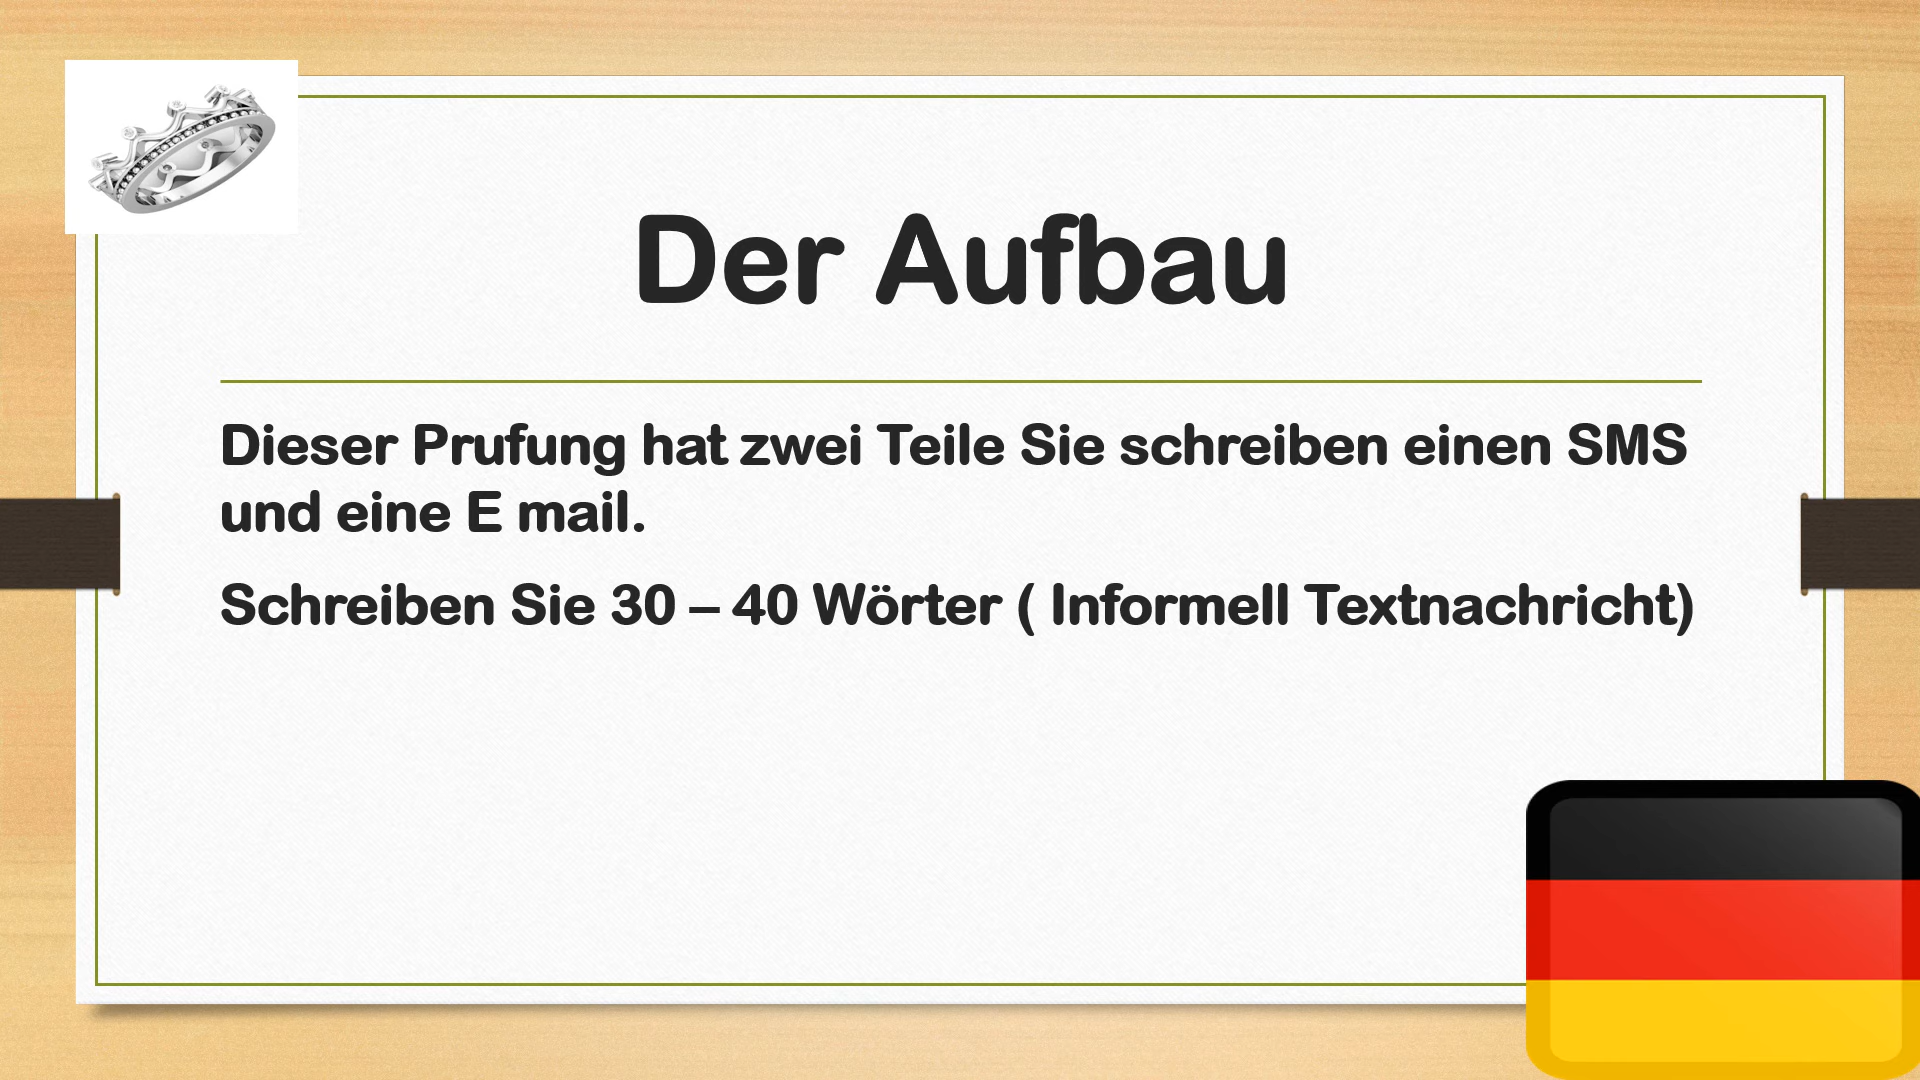 Der Aufbau
Dieser Prufung hat zwei Teile Sie schreiben einen SMS
und eine E mail.
Schreiben Sie 30 – 40 Wörter ( Informell Textnachricht)